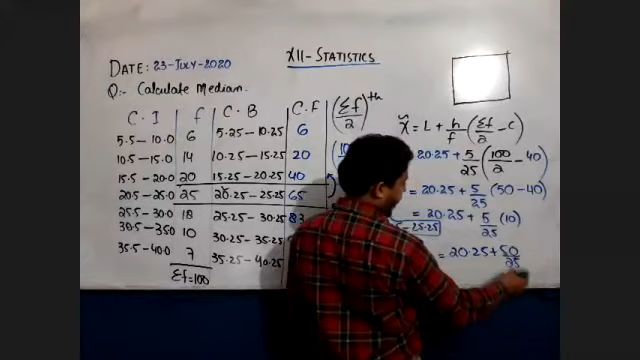 XII-STATISTICS
DATE: 23-JULY-2020
Q:- Calculate Median.
C.I f C.B C.F (Σf/2)th
5.5-10.0 6 5.25-10.25 6
10.5-15.0 14 10.25-15.25 20
15.5-20.0 20 15.25-20.25 40
20.5-25.0 25 20.25-25.25 65
25.5-30.0 18 25.25-30.25 83
30.5-35.0 10 30.25-35.25
35.5-40.0 7 35.25-40.25
Σf=100
x̃ = L + h/f (Σf/2 - C)
20.25 + 5/25 (100/2 - 40)
= 20.25 + 5/25 (50-40)
= 20.25 + 5/25 (10)
25.25
= 20.25 + 50/25